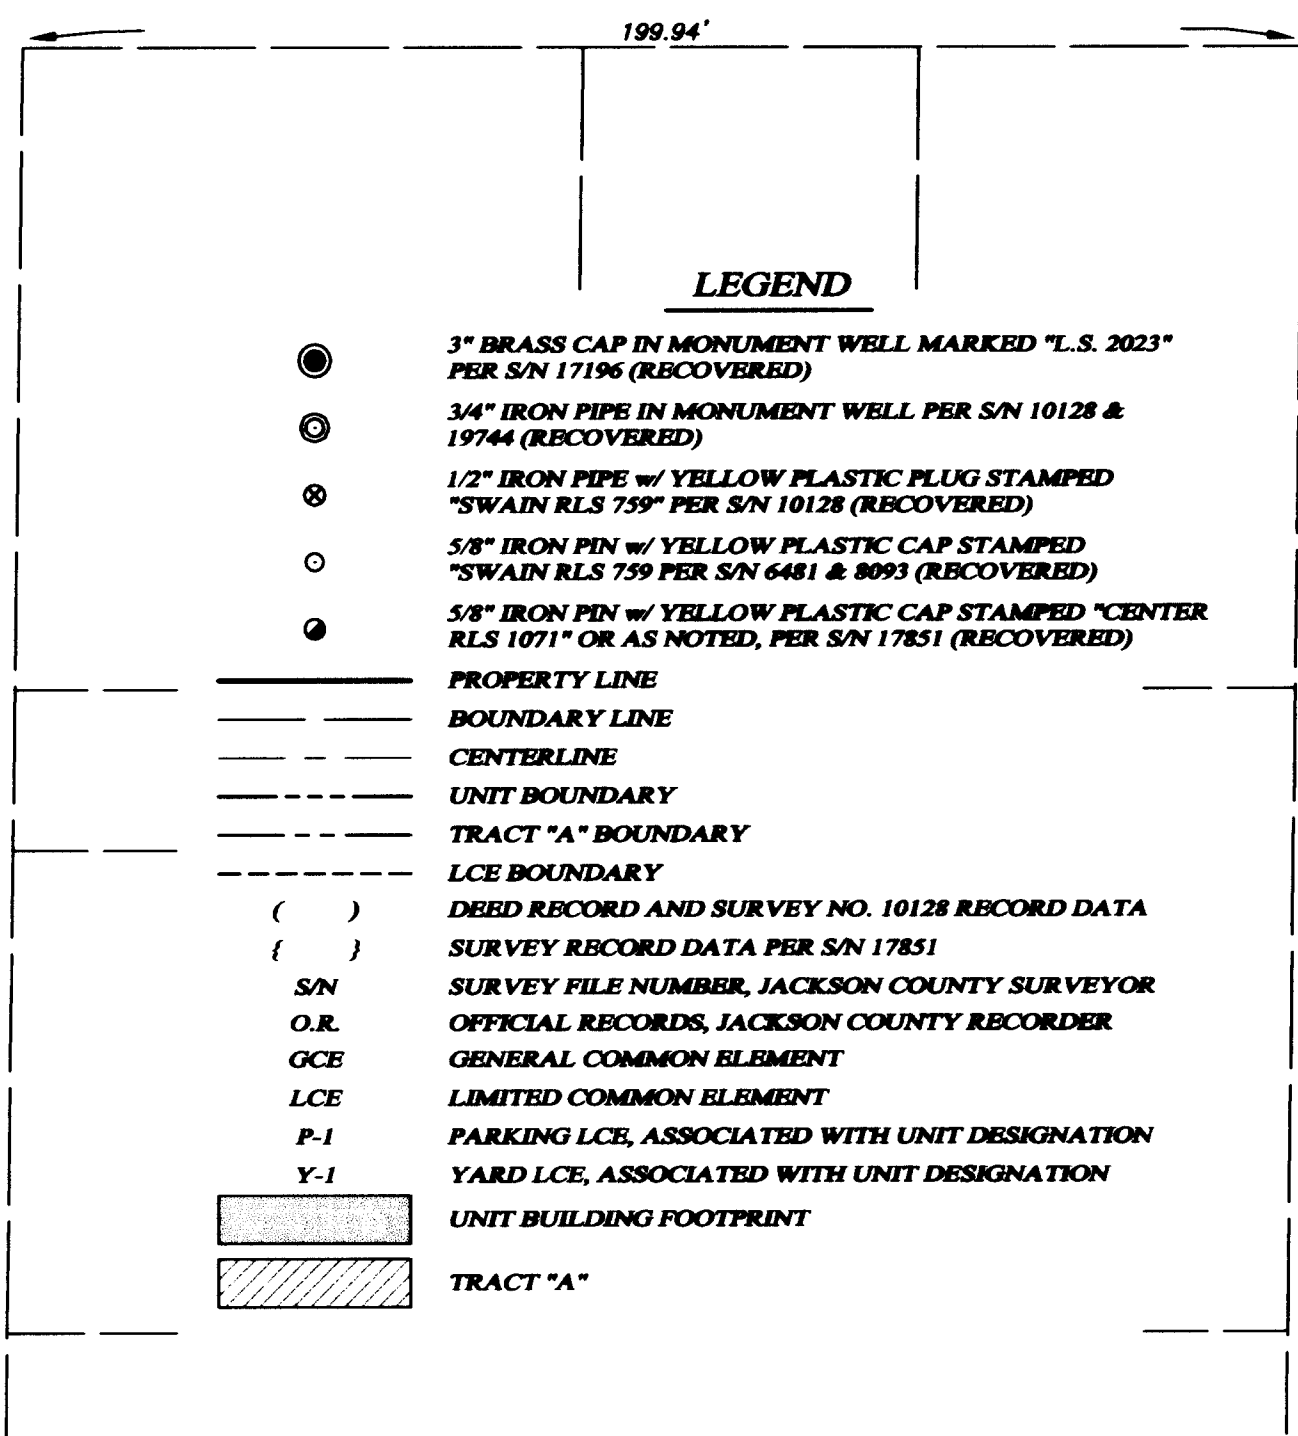 199.94'
LEGEND
3" BRASS CAP IN MONUMENT WELL MARKED "L.S. 2023"
PER S/N 17196 (RECOVERED)
3/4" IRON PIPE IN MONUMENT WELL PER S/N 10128 &
19744 (RECOVERED)
1/2" IRON PIPE w/ YELLOW PLASTIC PLUG STAMPED
"SWAIN RLS 759" PER S/N 10128 (RECOVERED)
5/8" IRON PIN w/ YELLOW PLASTIC CAP STAMPED
"SWAIN RLS 759 PER S/N 6481 & 8093 (RECOVERED)
5/8" IRON PIN w/ YELLOW PLASTIC CAP STAMPED "CENTER
RLS 1071" OR AS NOTED, PER S/N 17851 (RECOVERED)
PROPERTY LINE
BOUNDARY LINE
CENTERLINE
UNIT BOUNDARY
TRACT "A" BOUNDARY
LCE BOUNDARY
( ) DEED RECORD AND SURVEY NO. 10128 RECORD DATA
{ } SURVEY RECORD DATA PER S/N 17851
S/N SURVEY FILE NUMBER, JACKSON COUNTY SURVEYOR
O.R. OFFICIAL RECORDS, JACKSON COUNTY RECORDER
GCE GENERAL COMMON ELEMENT
LCE LIMITED COMMON ELEMENT
P-1 PARKING LCE, ASSOCIATED WITH UNIT DESIGNATION
Y-1 YARD LCE, ASSOCIATED WITH UNIT DESIGNATION
UNIT BUILDING FOOTPRINT
TRACT "A"